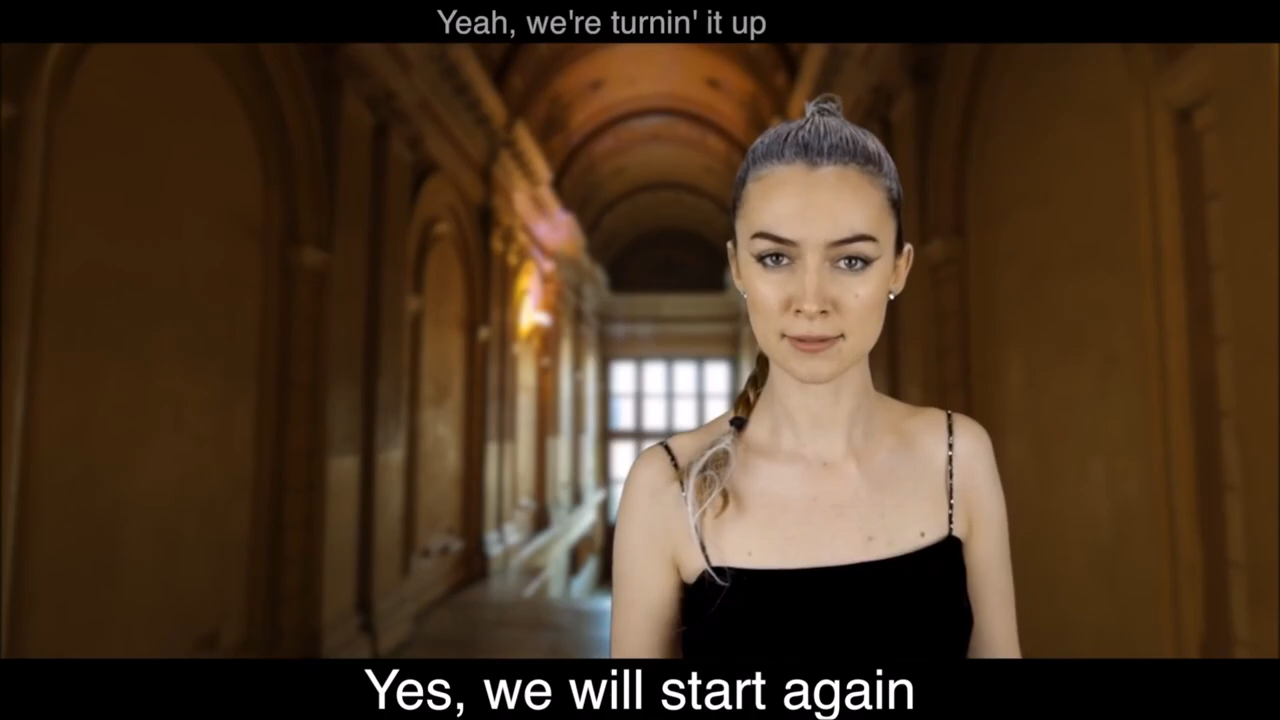 Yeah, we're turnin' it up
Yes, we will start again